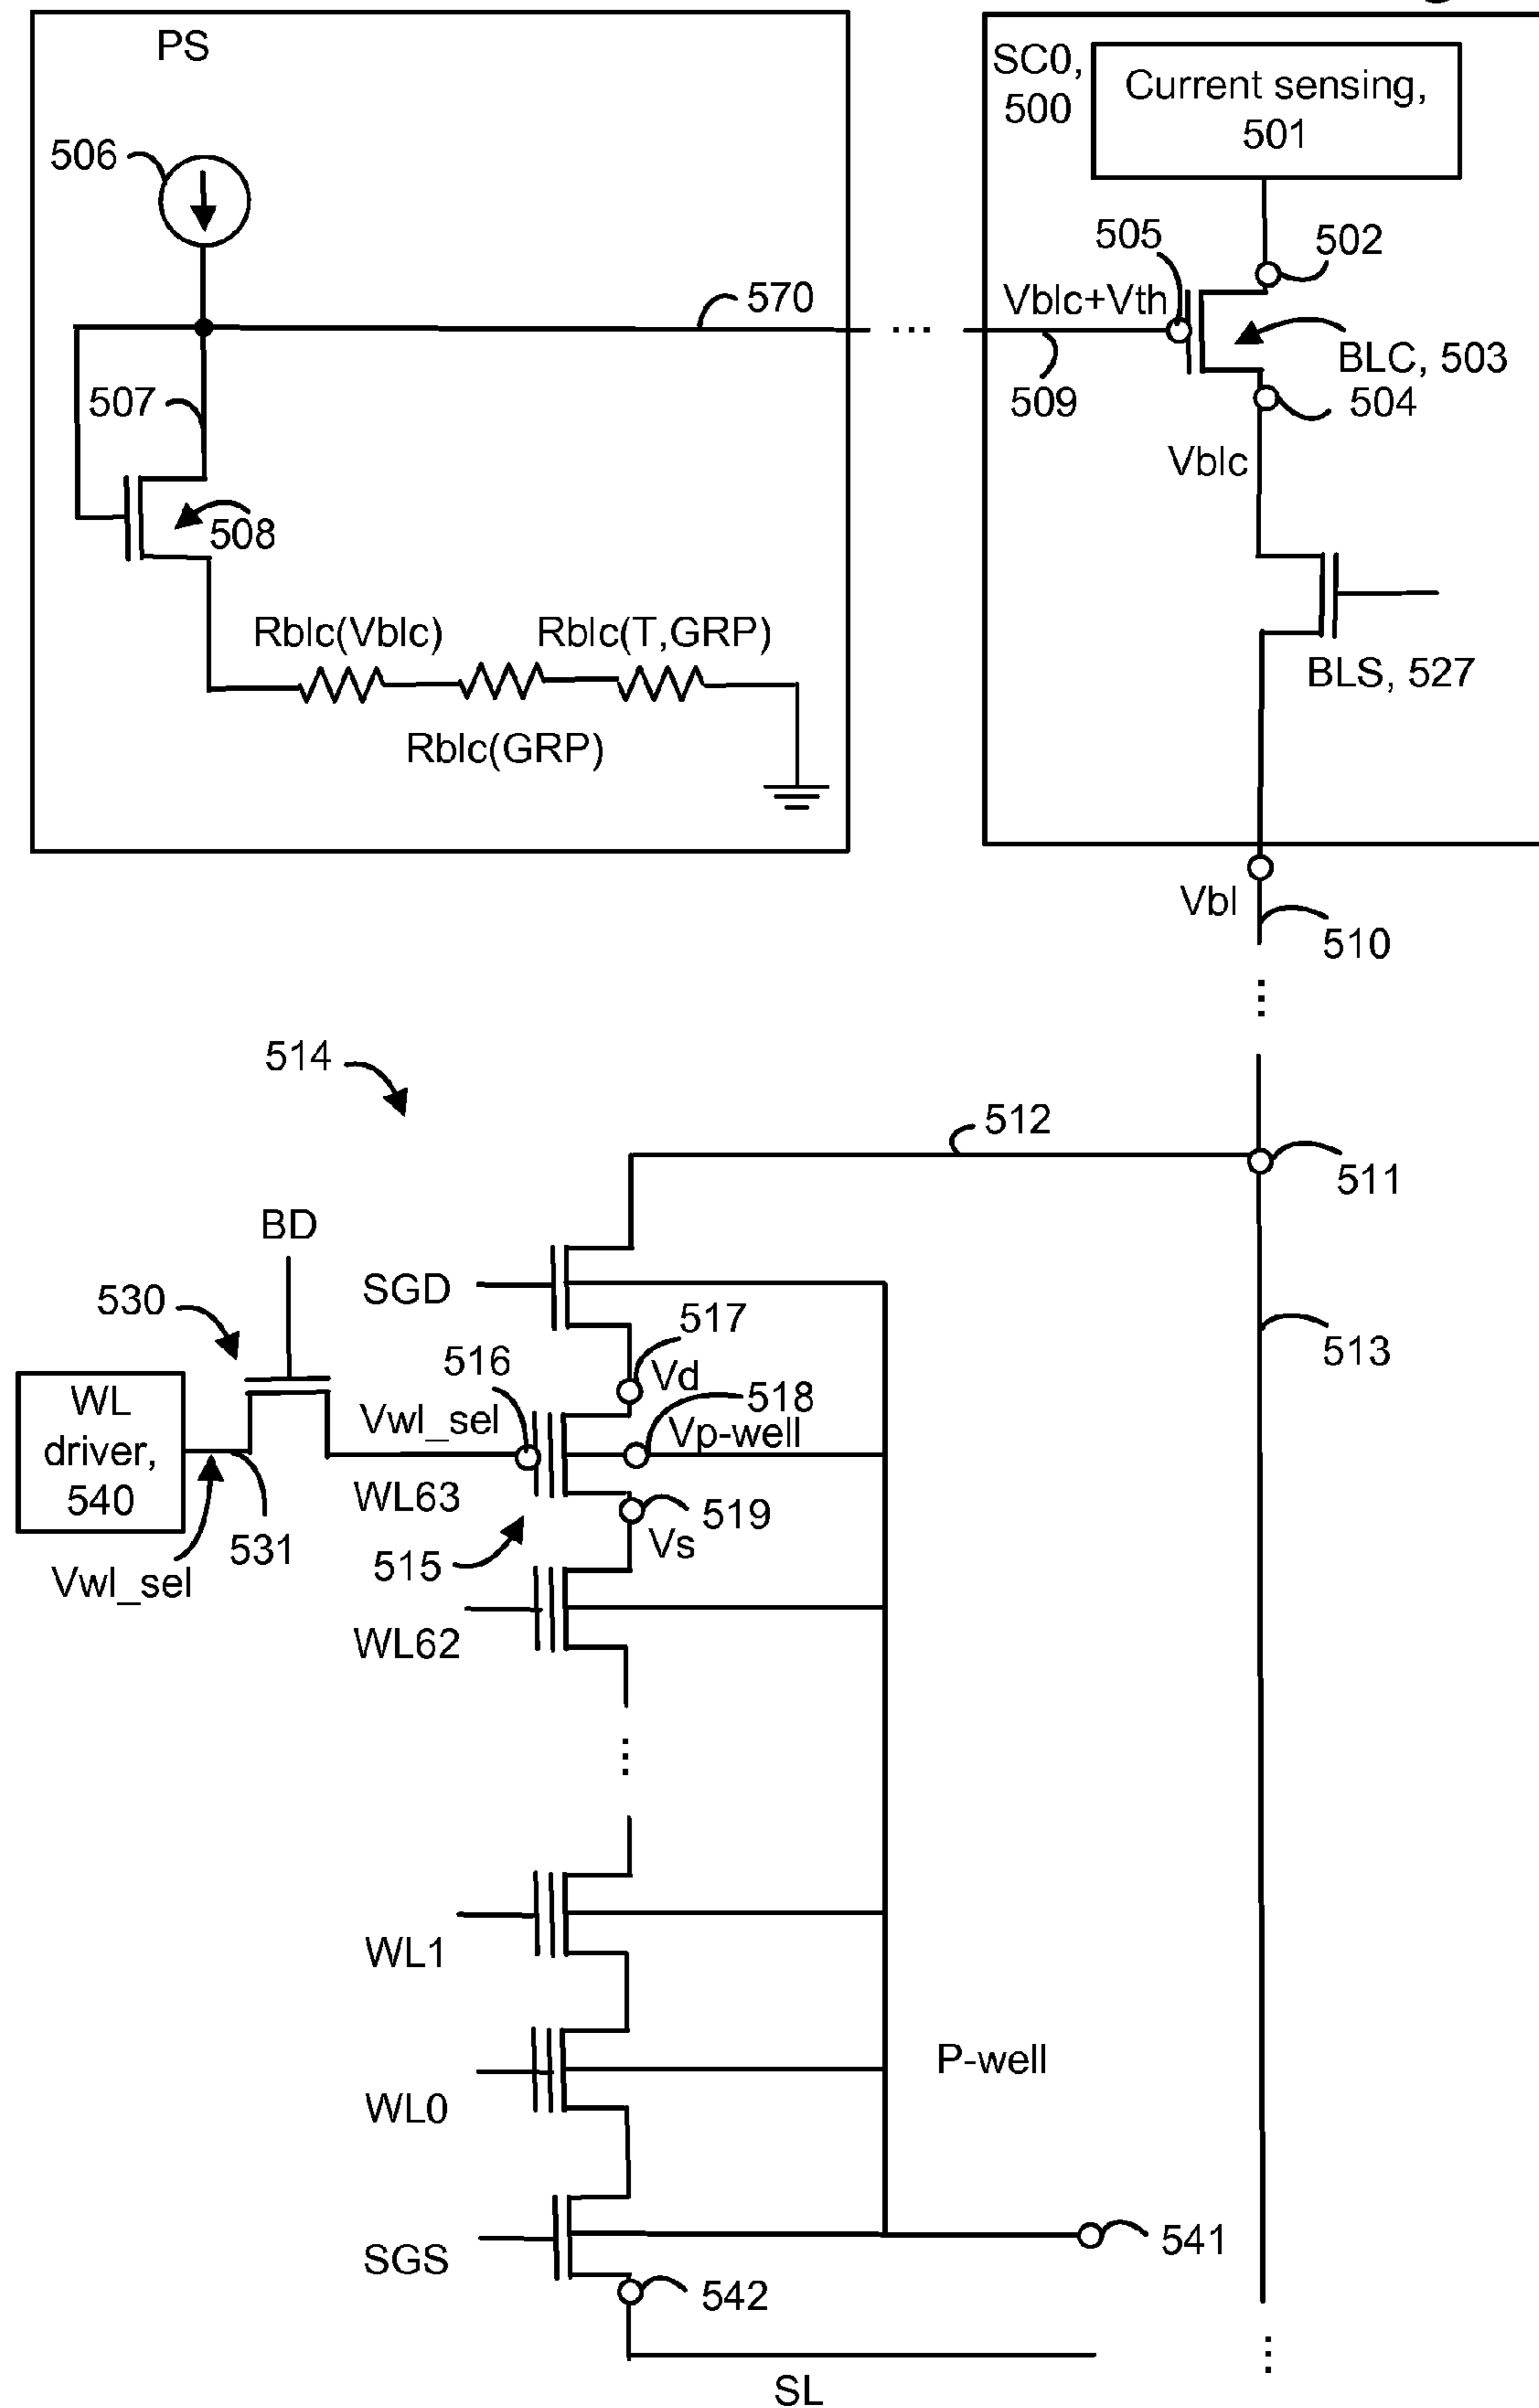 PS
SC0,
500
Current sensing,
501
506
505
502
570
Vblc+Vth
...
BLC, 503
509
504
507
Vblc
508
Rblc(Vblc)
Rblc(T,GRP)
BLS, 527
Rblc(GRP)
Vbl
510
...
514
512
511
BD
530
SGD
517
513
516
Vd
518
WL
driver,
540
Vwl_sel
Vp-well
WL63
519
531
515
Vs
Vwl_sel
WL62
...
WL1
P-well
WL0
541
SGS
542
...
SL